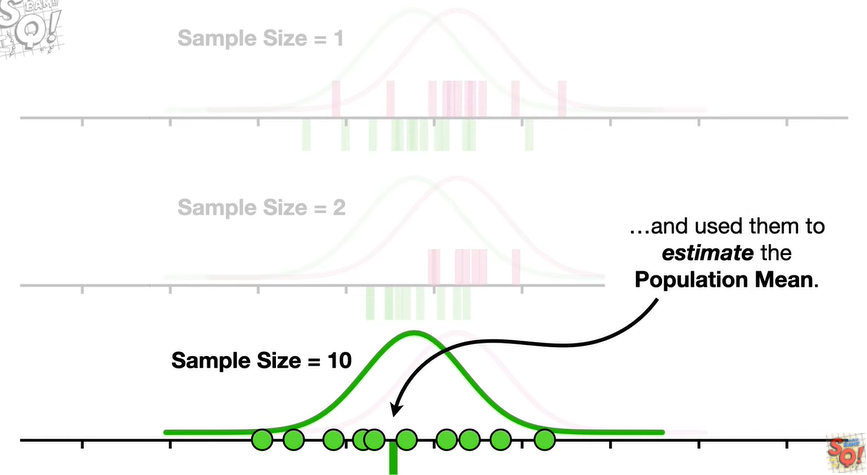 Sample Size = 1
Sample Size = 2
…and used them to
estimate the
Population Mean.
Sample Size = 10